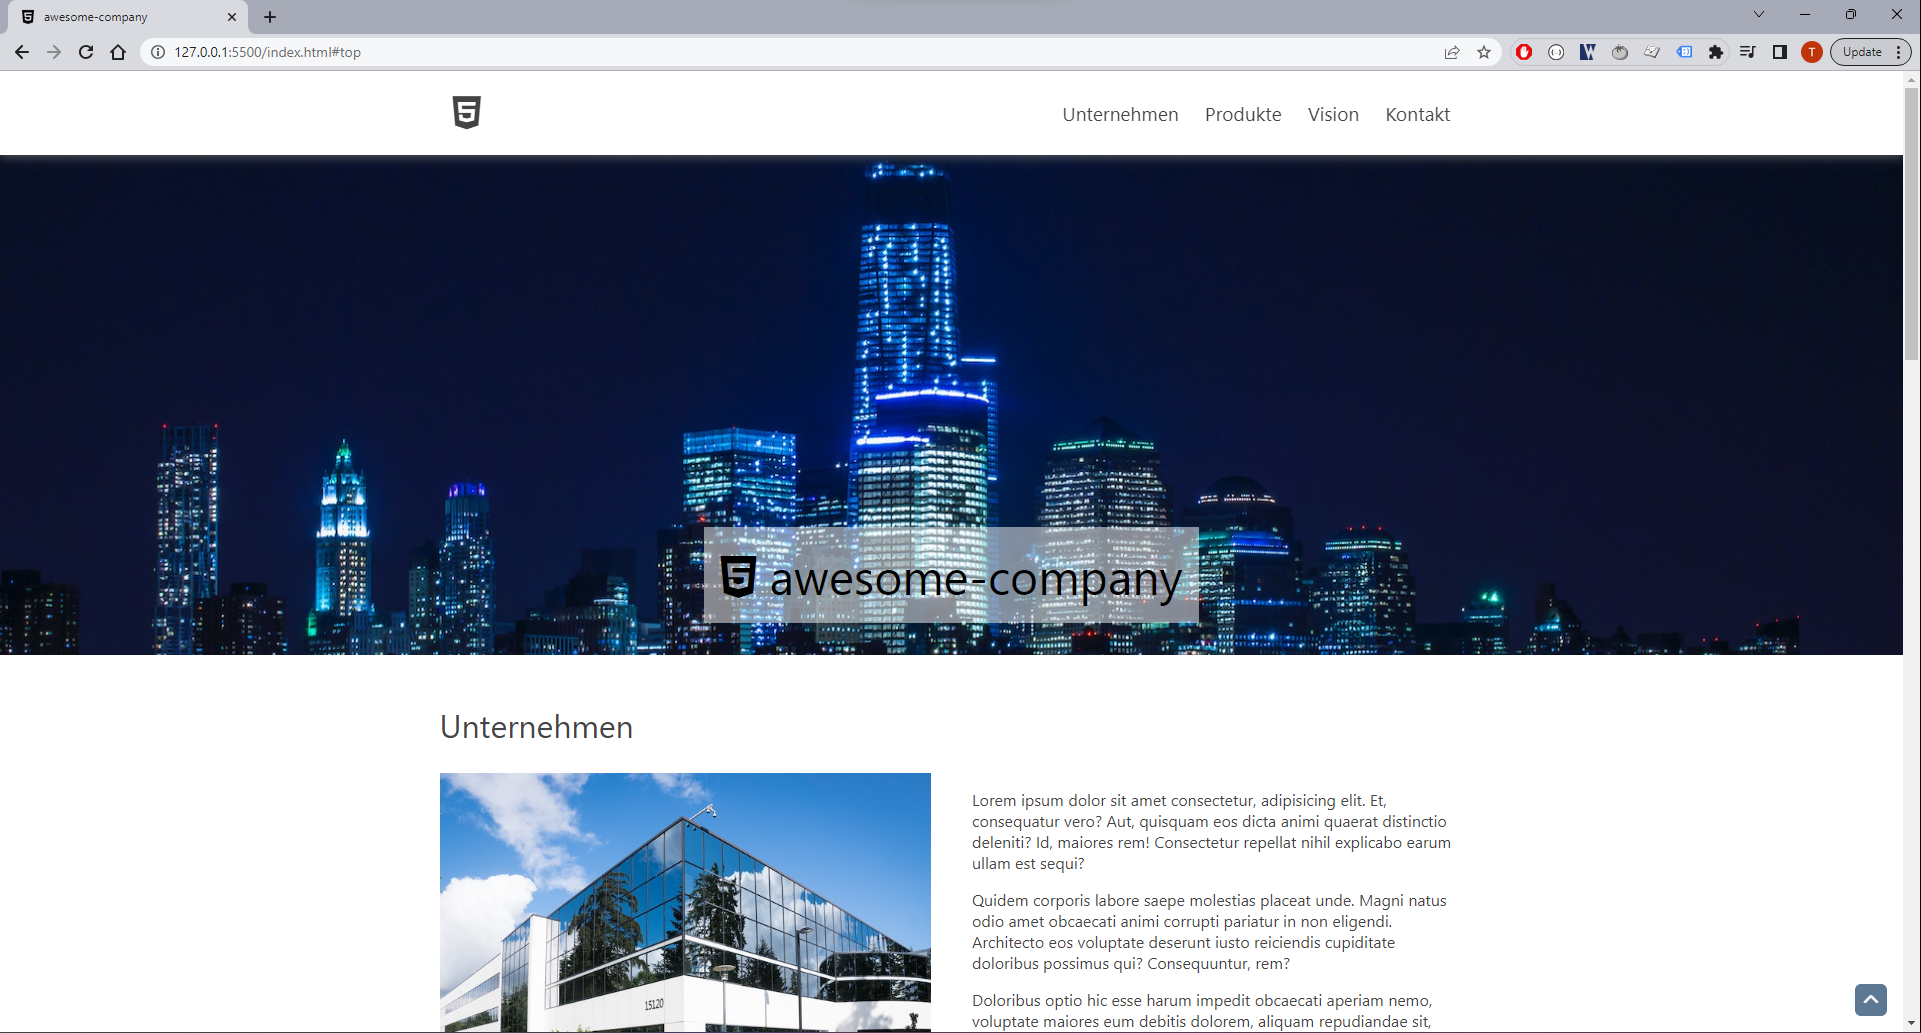 awesome-company
127.0.0.1:5500/index.html#top
T
Update
5
Unternehmen Produkte Vision Kontakt
5 awesome-company
Unternehmen
15120
Lorem ipsum dolor sit amet consectetur, adipisicing elit. Et,
consequatur vero? Aut, quisquam eos dicta animi quaerat distinctio
deleniti? Id, maiores rem! Consectetur repellat nihil explicabo earum
ullam est sequi?
Quidem corporis labore saepe molestias placeat unde. Magni natus
odio amet obcaecati animi corrupti pariatur in non eligendi.
Architecto eos voluptate deserunt iusto reiciendis cupiditate
doloribus possimus qui? Consequuntur, rem?
Doloribus optio hic esse harum impedit obcaecati aperiam nemo,
voluptate maiores eum debitis dolorem, aliquam repudiandae sit,